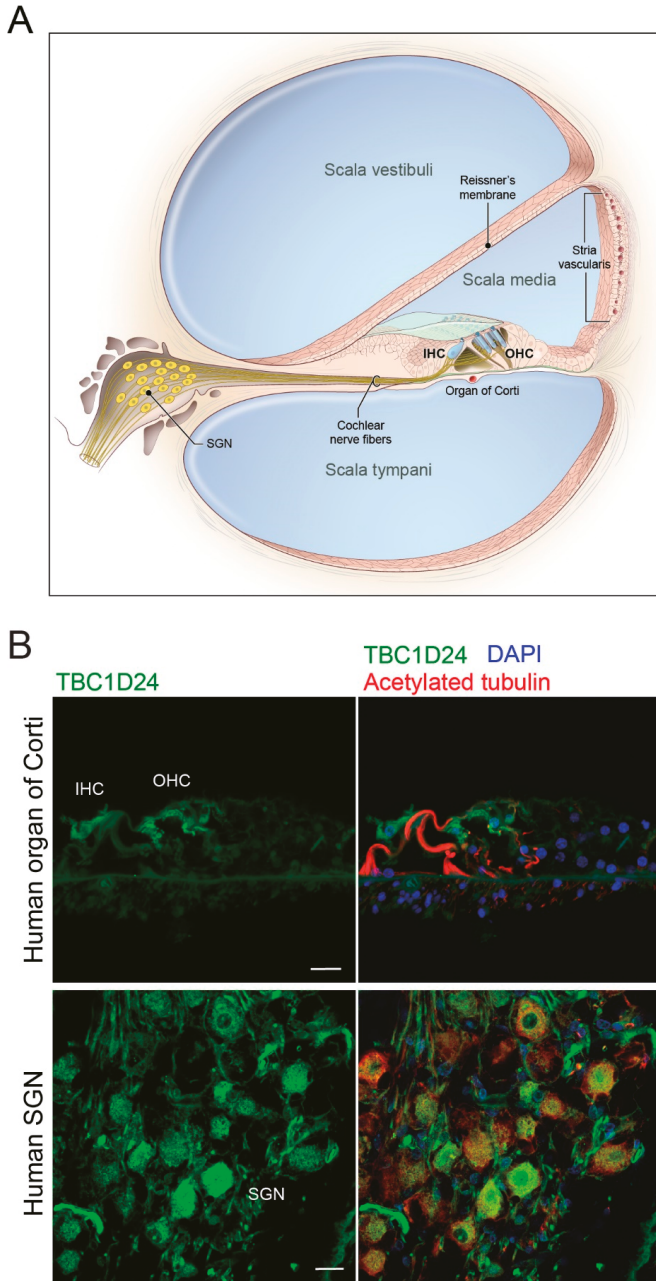 A
Scala vestibuli
Reissner's
membrane
Stria
vascularis
Scala media
IHC
OHC
Organ of Corti
Cochlear
nerve fibers
SGN
Scala tympani
B
TBC1D24
TBC1D24 DAPI
Acetylated tubulin
Human organ of Corti
IHC
OHC
Human SGN
SGN